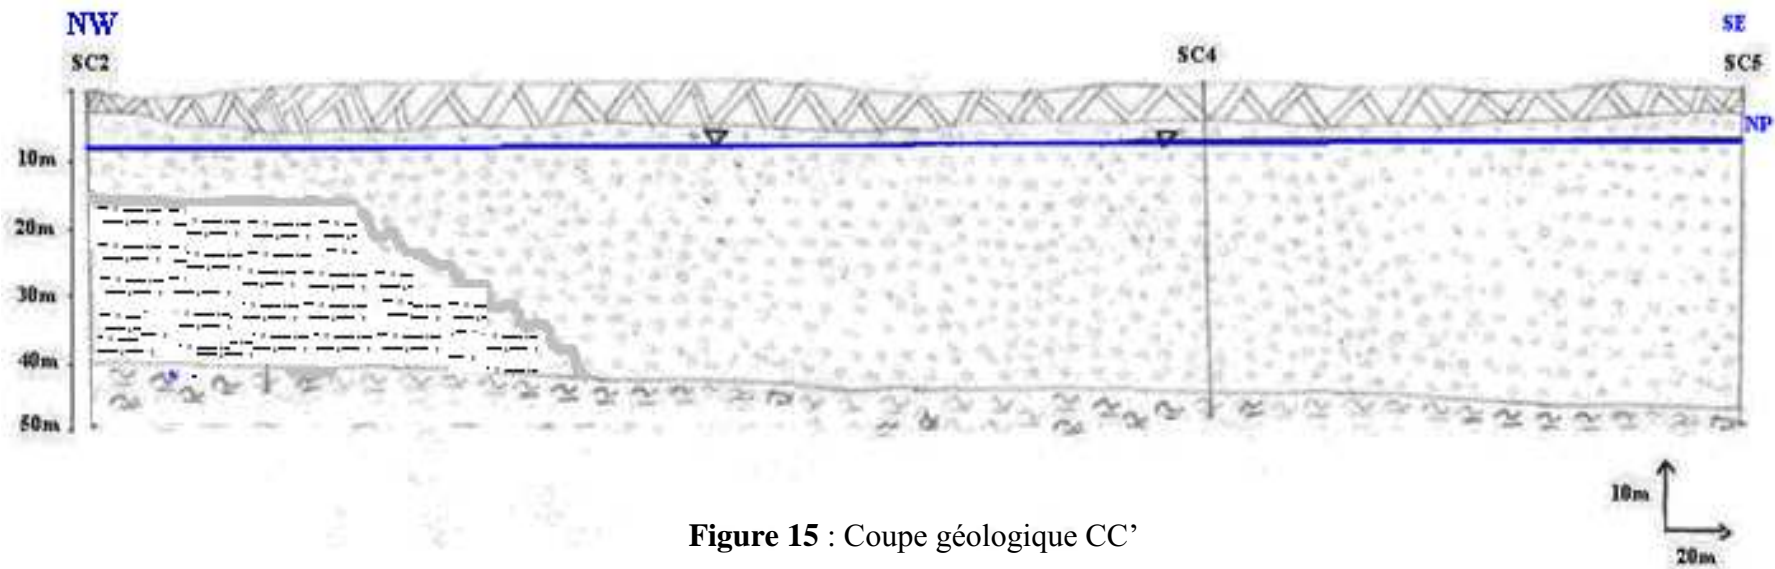 NW
SE
SC2
SC4
SC5
NP
10m
20m
30m
40m
50m
10m
20m
Figure 15 : Coupe géologique CC’